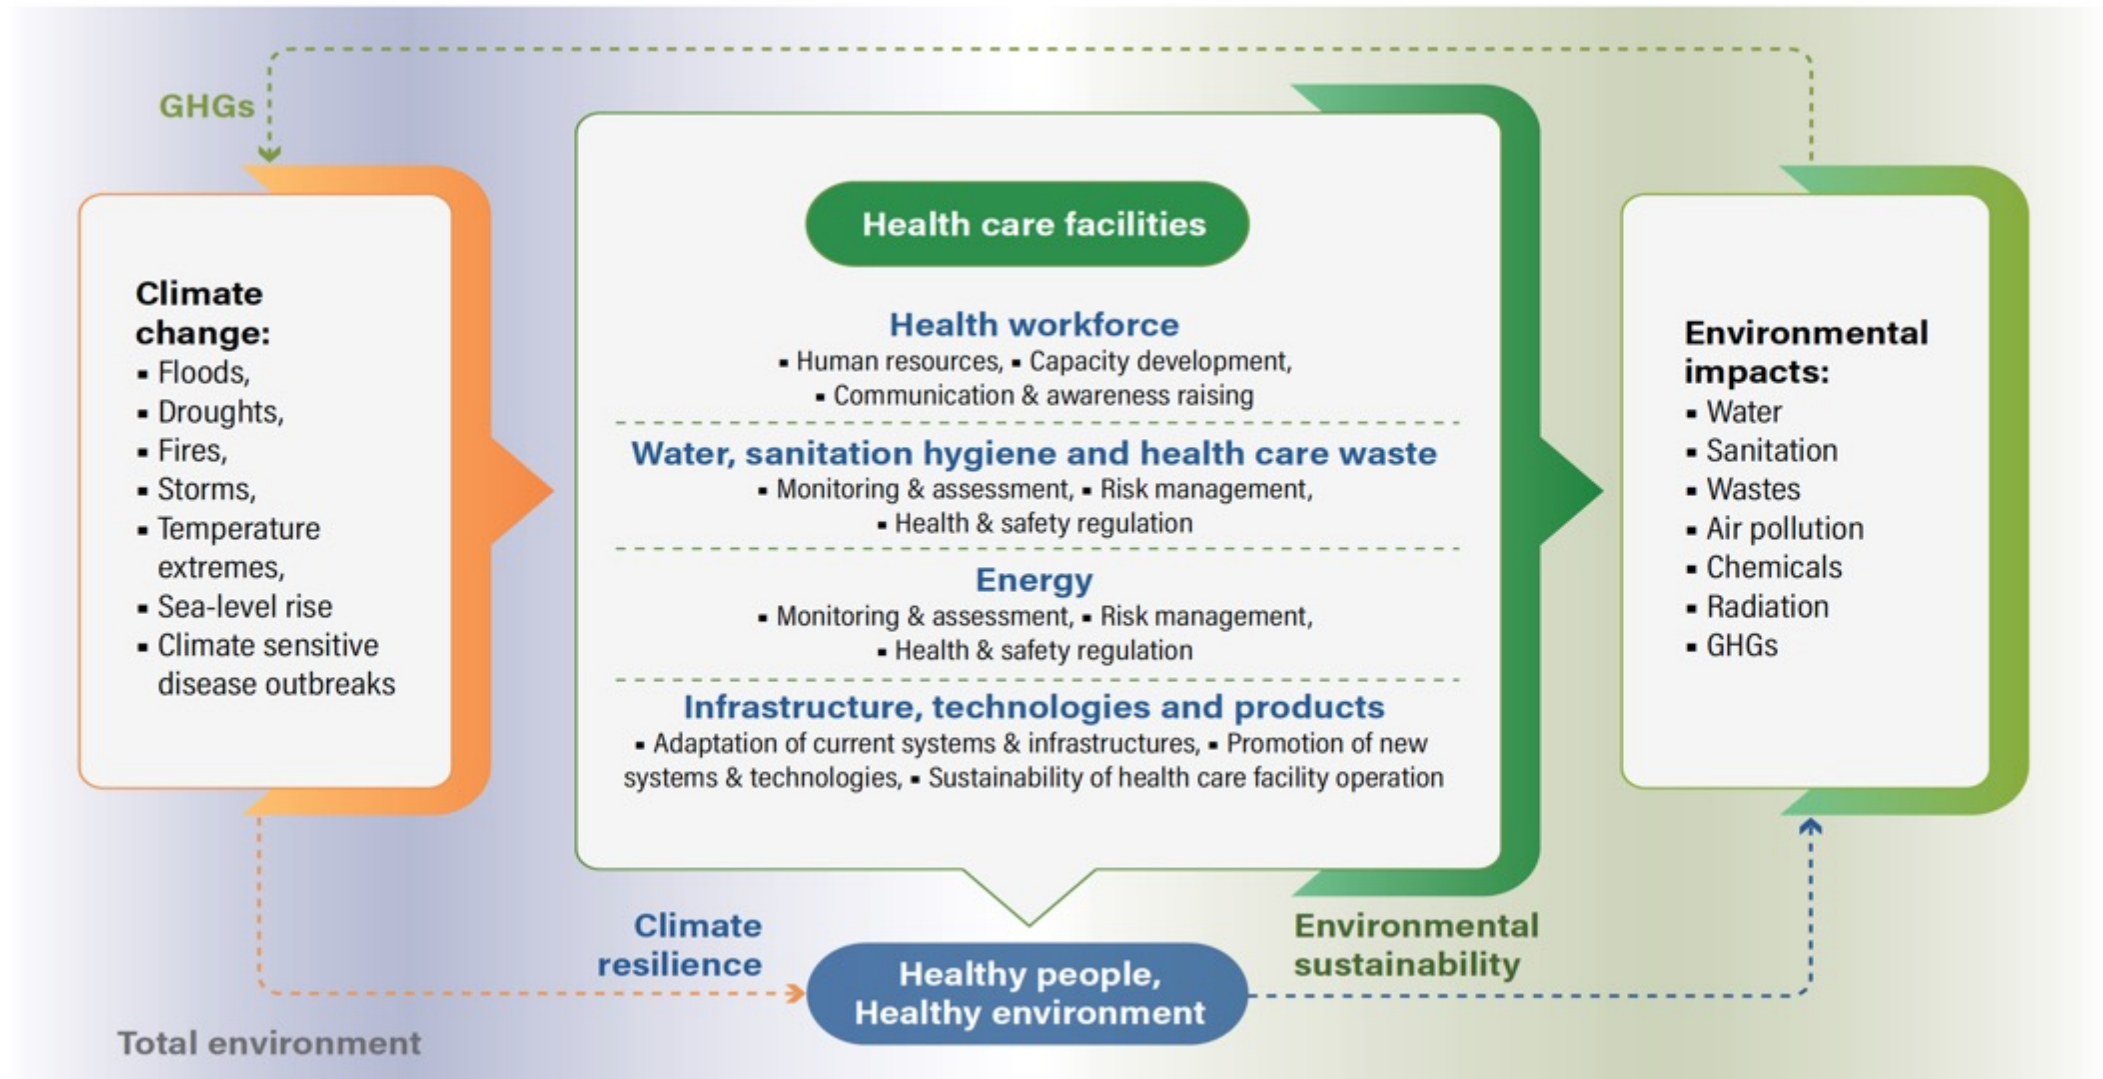 GHGs
Climate
change:
▪ Floods,
▪ Droughts,
▪ Fires,
▪ Storms,
▪ Temperature
extremes,
▪ Sea-level rise
▪ Climate sensitive
disease outbreaks
Health care facilities
Health workforce
▪ Human resources, ▪ Capacity development,
▪ Communication & awareness raising
Water, sanitation hygiene and health care waste
▪ Monitoring & assessment, ▪ Risk management,
▪ Health & safety regulation
Energy
▪ Monitoring & assessment, ▪ Risk management,
▪ Health & safety regulation
Infrastructure, technologies and products
▪ Adaptation of current systems & infrastructures, ▪ Promotion of new
systems & technologies, ▪ Sustainability of health care facility operation
Environmental
impacts:
▪ Water
▪ Sanitation
▪ Wastes
▪ Air pollution
▪ Chemicals
▪ Radiation
▪ GHGs
Climate
resilience
Healthy people,
Healthy environment
Environmental
sustainability
Total environment